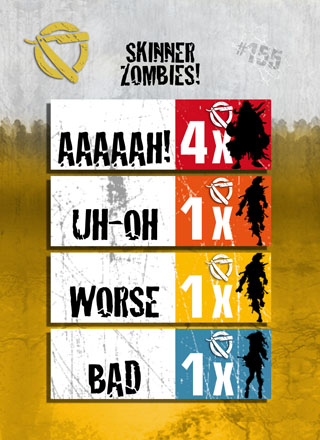 SKINNER
ZOMBIES!
#155
AAAAAH!
4x
UH-OH
1x
WORSE
1x
BAD
1x